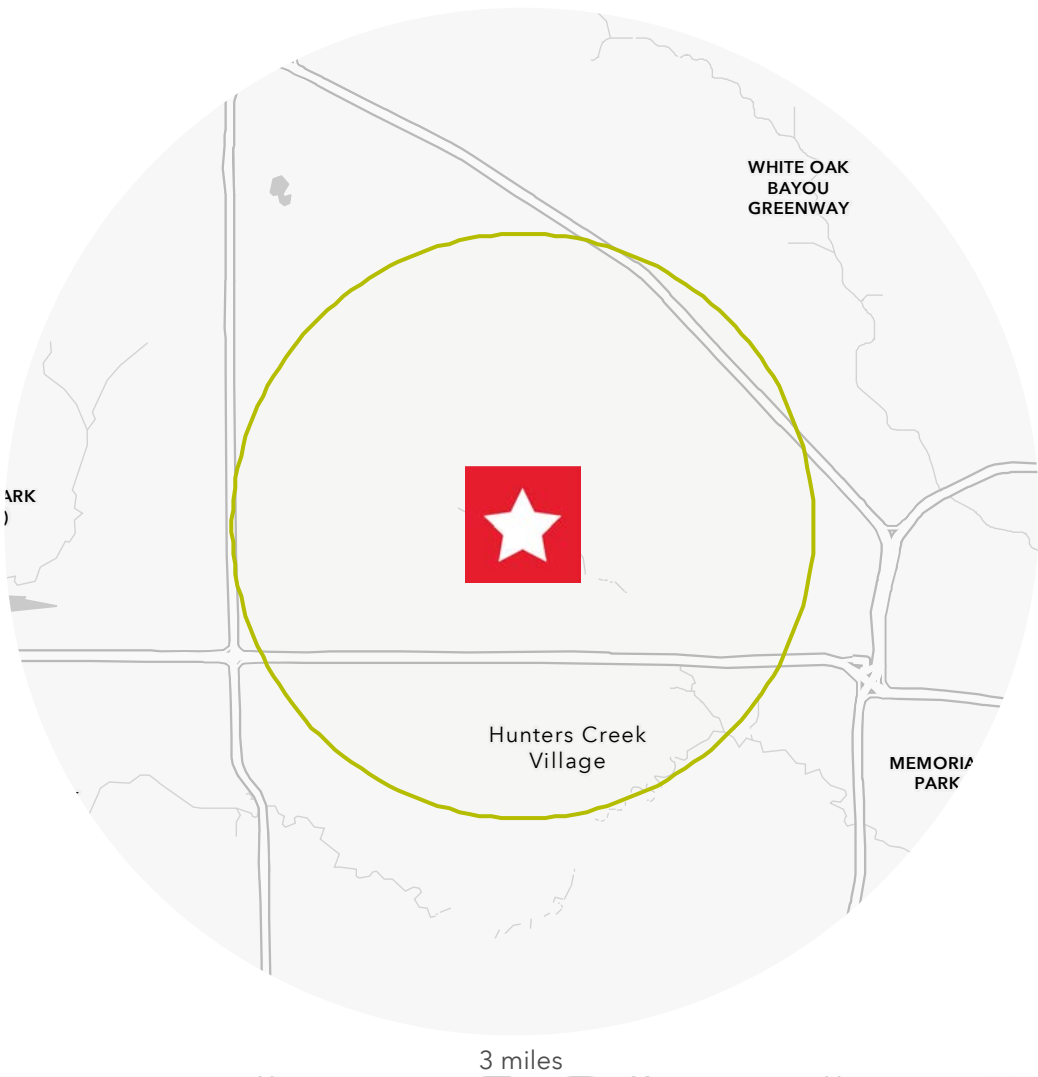 WHITE OAK
BAYOU
GREENWAY
ARK
)
Hunters Creek
Village
MEMORIA
PARK
3 miles